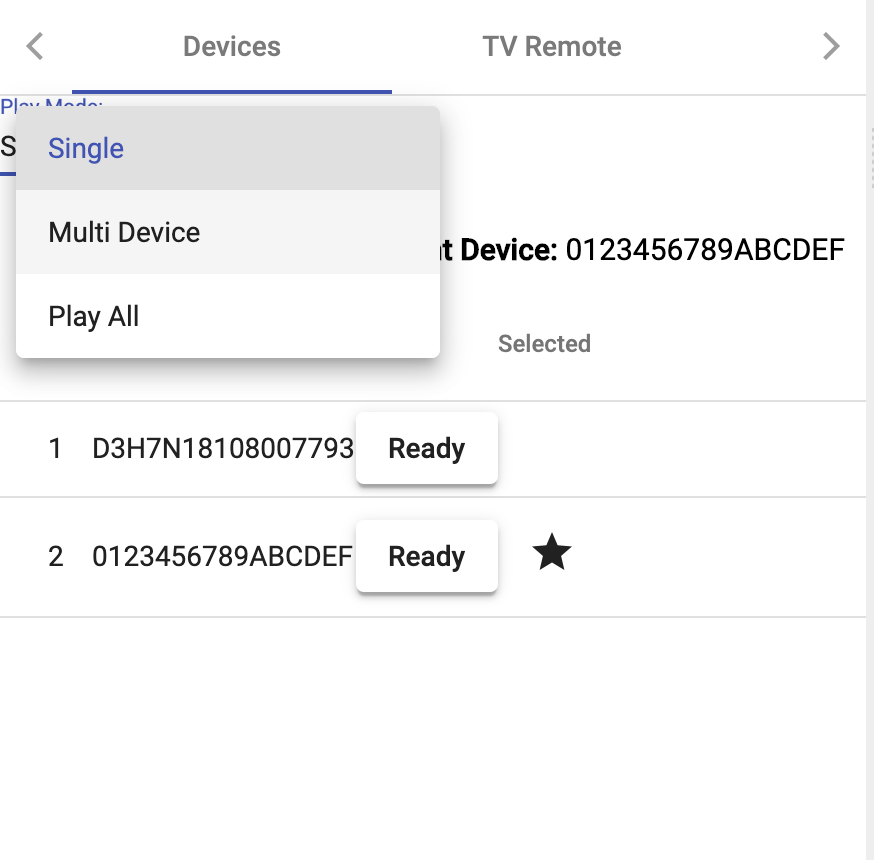 Devices TV Remote
Play Mode:
S
Single
Multi Device
Device: 0123456789ABCDEF
Play All
Selected
1 D3H7N18108007793 Ready
2 0123456789ABCDEF Ready